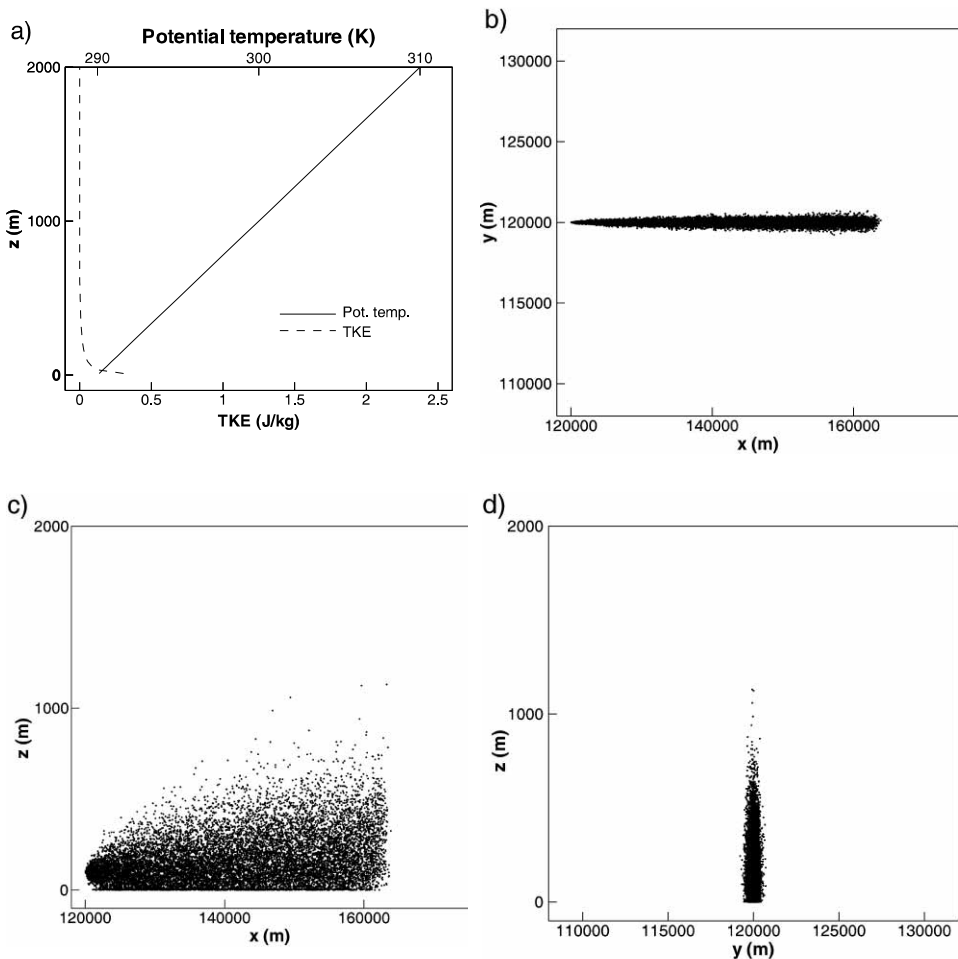 a)
Potential temperature (K)
290 300 310
2000
1000
0
z (m)
Pot. temp.
TKE
0 0.5 1 1.5 2 2.5
TKE (J/kg)
b)
130000
125000
120000
115000
110000
y (m)
120000 140000 160000
x (m)
c)
2000
1000
0
z (m)
120000 140000 160000
x (m)
d)
2000
1000
0
z (m)
110000 115000 120000 125000 130000
y (m)